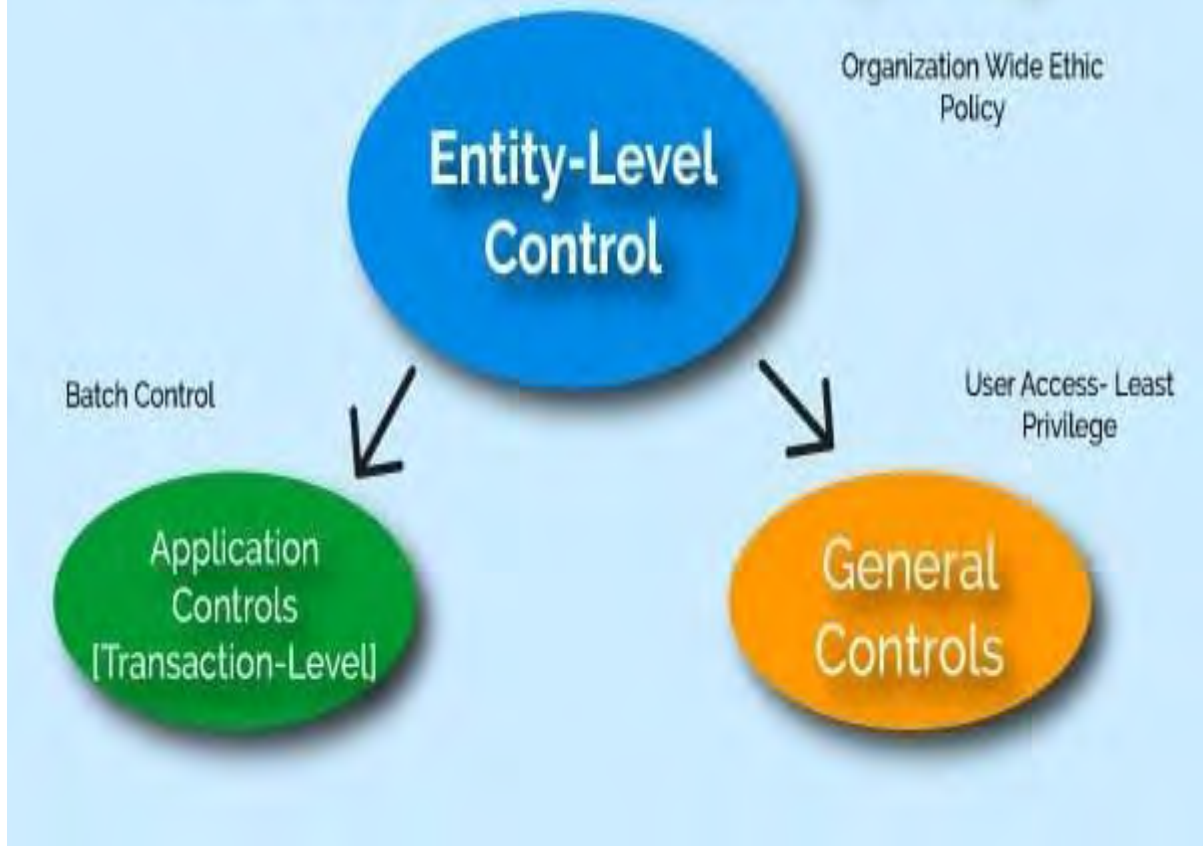 Organization Wide Ethic
Policy
Entity-Level
Control
Batch Control
User Access- Least
Privilege
Application
Controls
[Transaction-Level]
General
Controls